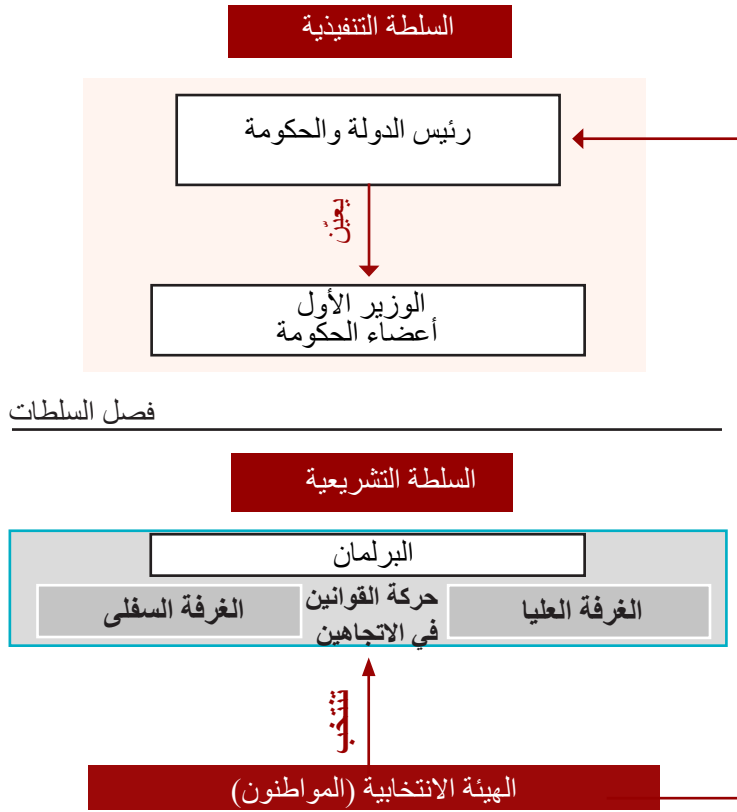 السلطة التنفيذية
رئيس الدولة والحكومة
يعيّن
الوزير الأول
أعضاء الحكومة
فصل السلطات
السلطة التشريعية
البرلمان
الغرفة العليا
حركة القوانين
في الاتجاهين
الغرفة السفلى
تنتخب
الهيئة الانتخابية (المواطنون)